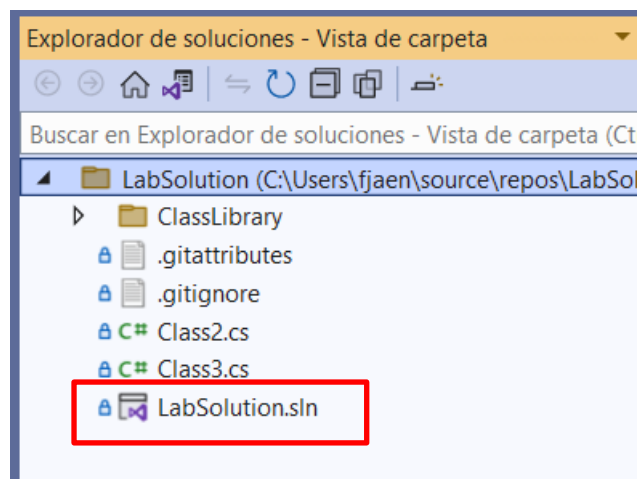 Explorador de soluciones - Vista de carpeta
Buscar en Explorador de soluciones - Vista de carpeta (Ct
LabSolution (C:\Users\fjaen\source\repos\LabSol
ClassLibrary
.gitattributes
.gitignore
C# Class2.cs
C# Class3.cs
LabSolution.sln